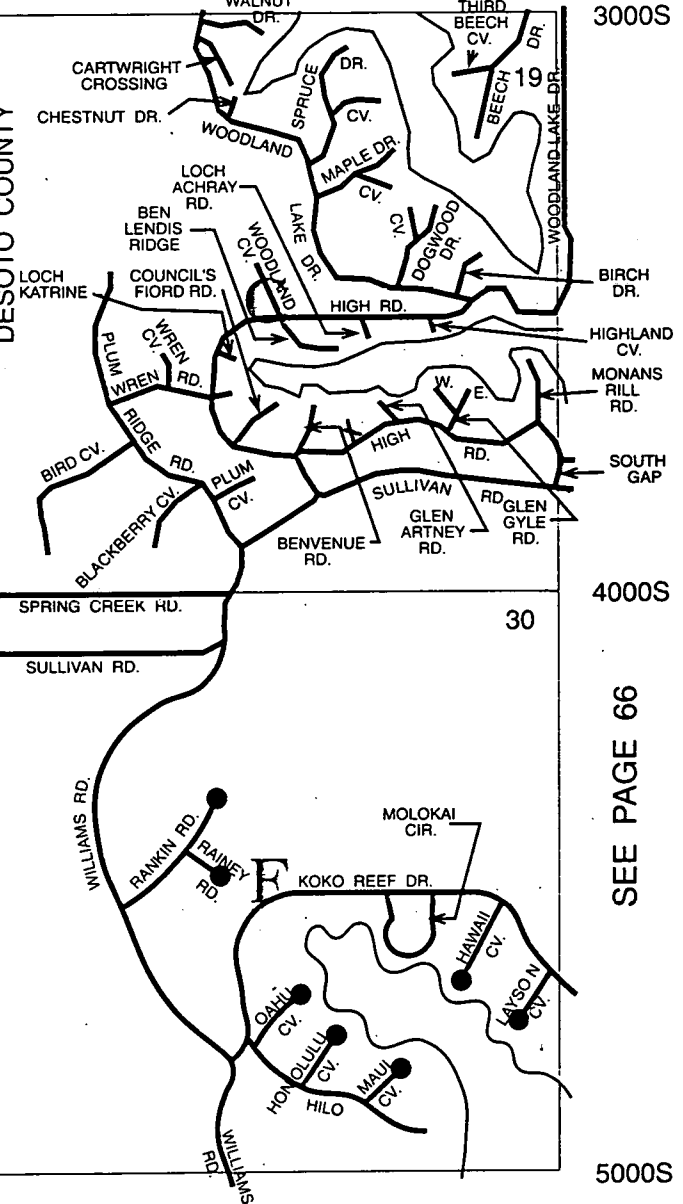 WALNUT
DR.
THIRD
BEECH
CV.
3000S
CARTWRIGHT
CROSSING
CHESTNUT DR.
WOODLAND
LAKE DR.
SPRUCE
DR.
CV.
MAPLE DR.
CV.
BEECH
DR.
19
WOODLAND LAKE DR.
DESOTO COUNTY
LOCH
ACHRAY
RD.
BEN
LENDIS
RIDGE
WOODLAND
CV.
CV.
DOGWOOD
DR.
LOCH
KATRINE
COUNCIL'S
FIORD RD.
HIGH RD.
BIRCH
DR.
HIGHLAND
CV.
MONANS
RILL
RD.
PLUM
RIDGE
RD.
WREN
CV.
WREN
RD.
W.
E.
HIGH
RD.
BIRD CV.
PLUM
CV.
BLACKBERRY CV.
SULLIVAN
RD.
SOUTH
GAP
BENVENUE
RD.
GLEN
ARTNEY
RD.
GLEN
GYLE
RD.
4000S
SPRING CREEK RD.
30
SULLIVAN RD.
SEE PAGE 66
WILLIAMS RD.
RANKIN RD.
RAINEY
RD.
E
MOLOKAI
CIR.
KOKO REEF DR.
HAWAII
CV.
LAYSON
CV.
OAHU
CV.
HONOLULU
CV.
MAUI
CV.
HILO
WILLIAMS
RD.
5000S